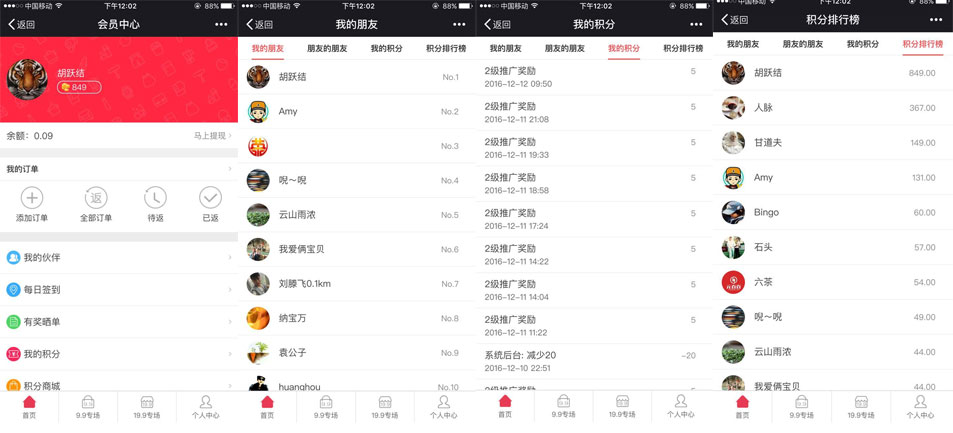 中国移动 下午12:02 88%
返回 会员中心
胡跃结
849
余额：0.09 马上提现
我的订单
添加订单 全部订单 待返 已返
我的伙伴
每日签到
有奖晒单
我的积分
积分商城
首页 9.9专场 19.9专场 个人中心
中国移动 下午12:02 88%
返回 我的朋友
我的朋友 朋友的朋友 我的积分 积分排行榜
胡跃结 No.1
Amy No.2
No.3
呪～呪 No.4
云山雨浓 No.5
我爱俩宝贝 No.6
刘滕飞0.1km No.7
纳宝万 No.8
袁公子 No.9
huanghou No.10
首页 9.9专场 19.9专场 个人中心
中国移动 下午12:02 88%
返回 我的积分
我的朋友 朋友的朋友 我的积分 积分排行榜
2级推广奖励 5
2016-12-12 09:50
2级推广奖励 5
2016-12-11 21:08
2级推广奖励 5
2016-12-11 19:33
2级推广奖励 5
2016-12-11 18:58
2级推广奖励 5
2016-12-11 17:24
2级推广奖励 5
2016-12-11 14:22
2级推广奖励 5
2016-12-11 14:04
2级推广奖励 5
2016-12-11 11:22
系统后台: 减少20 -20
2016-12-10 22:51
首页 9.9专场 19.9专场 个人中心
中国移动 下午12:02 88%
返回 积分排行榜
我的朋友 朋友的朋友 我的积分 积分排行榜
胡跃结 849.00
人脉 367.00
甘道夫 149.00
Amy 131.00
Bingo 60.00
石头 57.00
六茶 54.00
呪～呪 49.00
云山雨浓 44.00
我爱俩宝贝 44.00
首页 9.9专场 19.9专场 个人中心